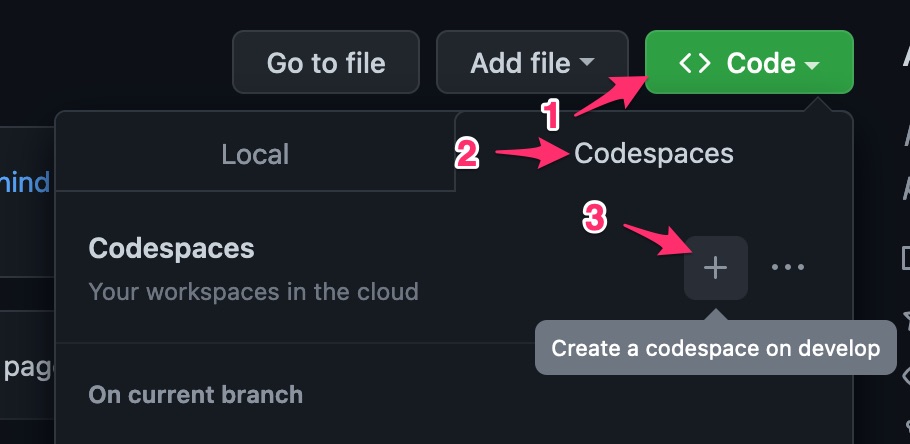 Go to file
Add file
<> Code
1
Local
2
Codespaces
hind
3
Codespaces
+
Your workspaces in the cloud
Create a codespace on develop
pag
On current branch